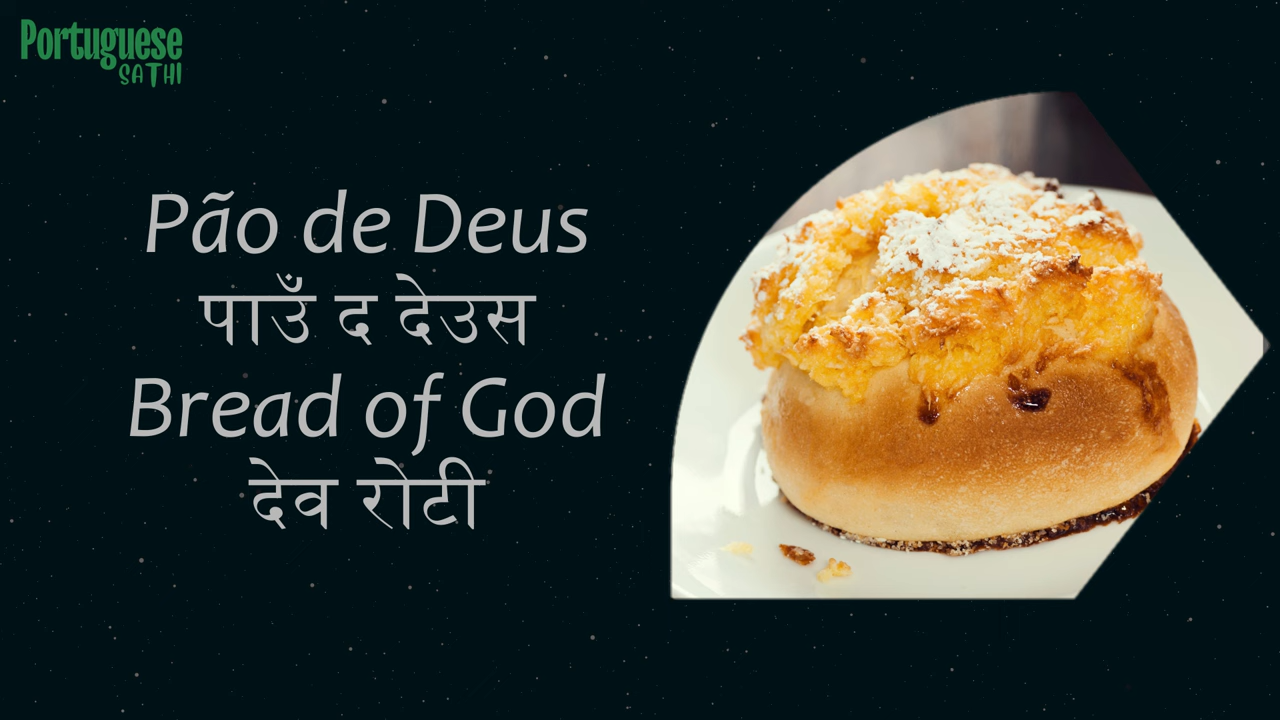 Portuguese
SATHI
Pão de Deus
पाउँ द देउस
Bread of God
देव रोटी